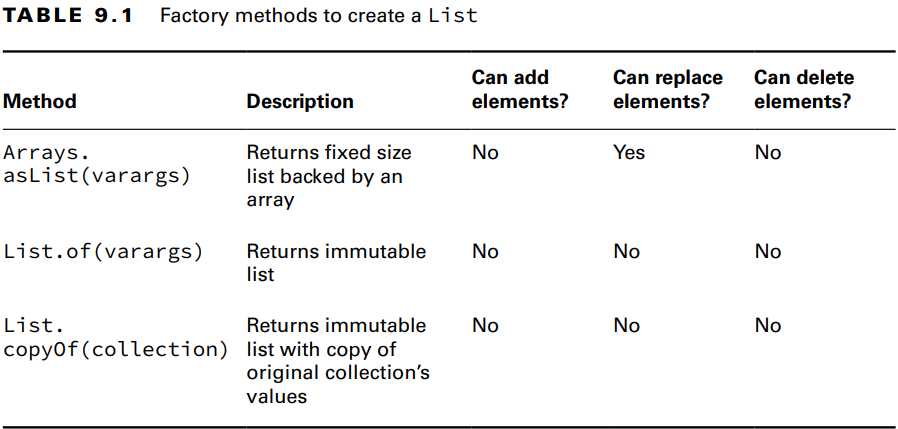 TABLE 9.1 Factory methods to create a List
Method Description Can add elements? Can replace elements? Can delete elements?
Arrays. Returns fixed size No Yes No
asList(varargs) list backed by an
array
List.of(varargs) Returns immutable No No No
list
List. Returns immutable No No No
copyOf(collection) list with copy of
original collection's
values